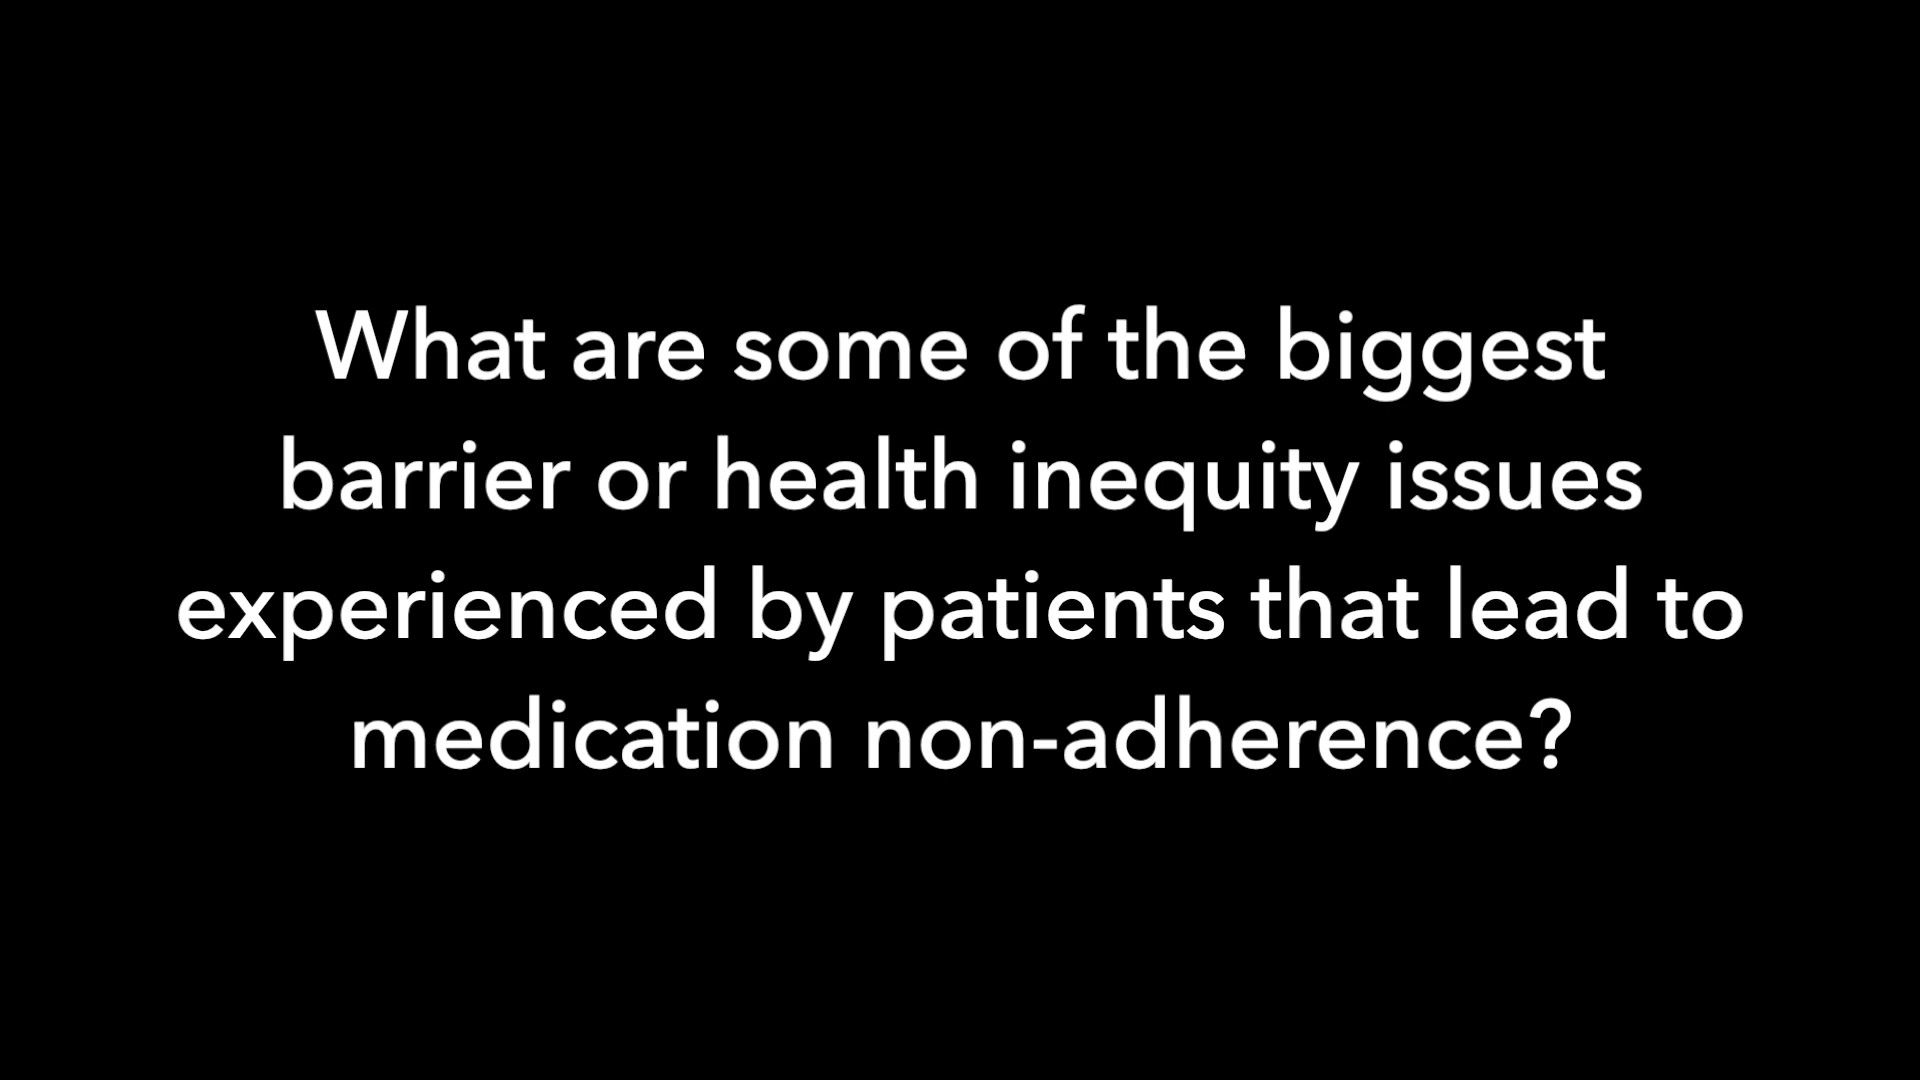 What are some of the biggest
barrier or health inequity issues
experienced by patients that lead to
medication non-adherence?